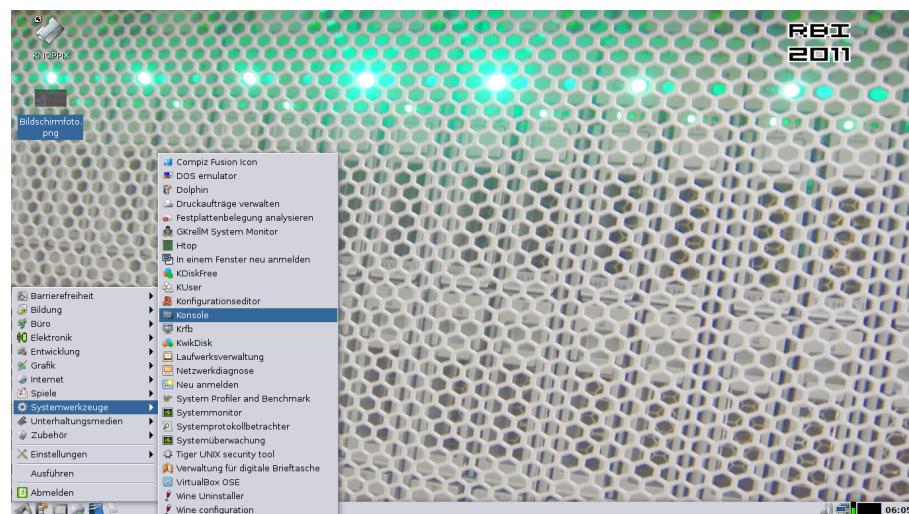 KNOPPIX
RBI
2011
Bildschirmfoto.
png
Compiz Fusion Icon
DOS emulator
Dolphin
Druckaufträge verwalten
Festplattenbelegung analysieren
GKrellM System Monitor
Htop
In einem Fenster neu anmelden
KDiskFree
KUser
Konfigurationseditor
Konsole
Krfb
KwikDisk
Laufwerksverwaltung
Netzwerkdiagnose
Neu anmelden
System Profiler and Benchmark
Systemmonitor
Systemprotokollbetrachter
Systemüberwachung
Tiger UNIX security tool
Verwaltung für digitale Brieftasche
VirtualBox OSE
Wine Uninstaller
Wine configuration
Barrierefreiheit
Bildung
Büro
Elektronik
Entwicklung
Grafik
Internet
Spiele
Systemwerkzeuge
Unterhaltungsmedien
Zubehör
Einstellungen
Ausführen
Abmelden
06:05